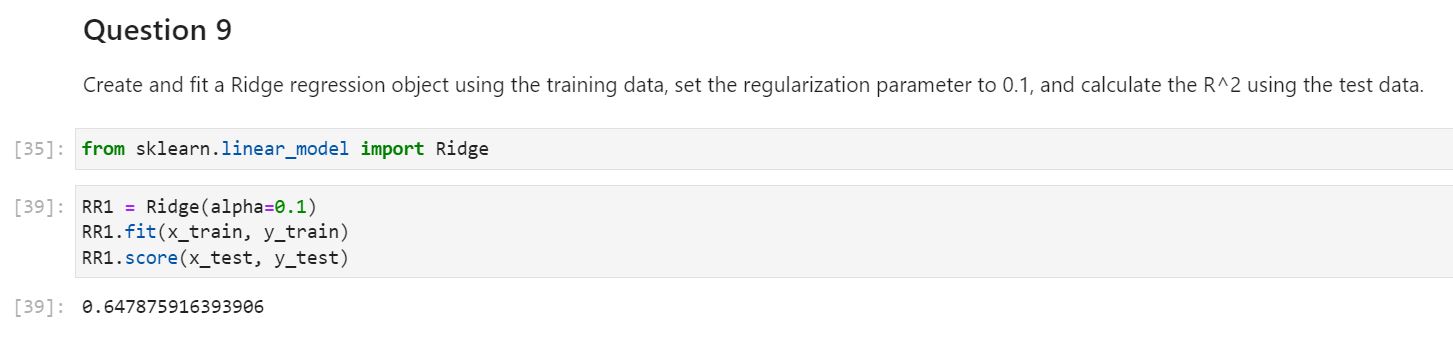 Question 9
Create and fit a Ridge regression object using the training data, set the regularization parameter to 0.1, and calculate the R^2 using the test data.
[35]: from sklearn.linear_model import Ridge
[39]: RR1 = Ridge(alpha=0.1)
RR1.fit(x_train, y_train)
RR1.score(x_test, y_test)
[39]: 0.647875916393906